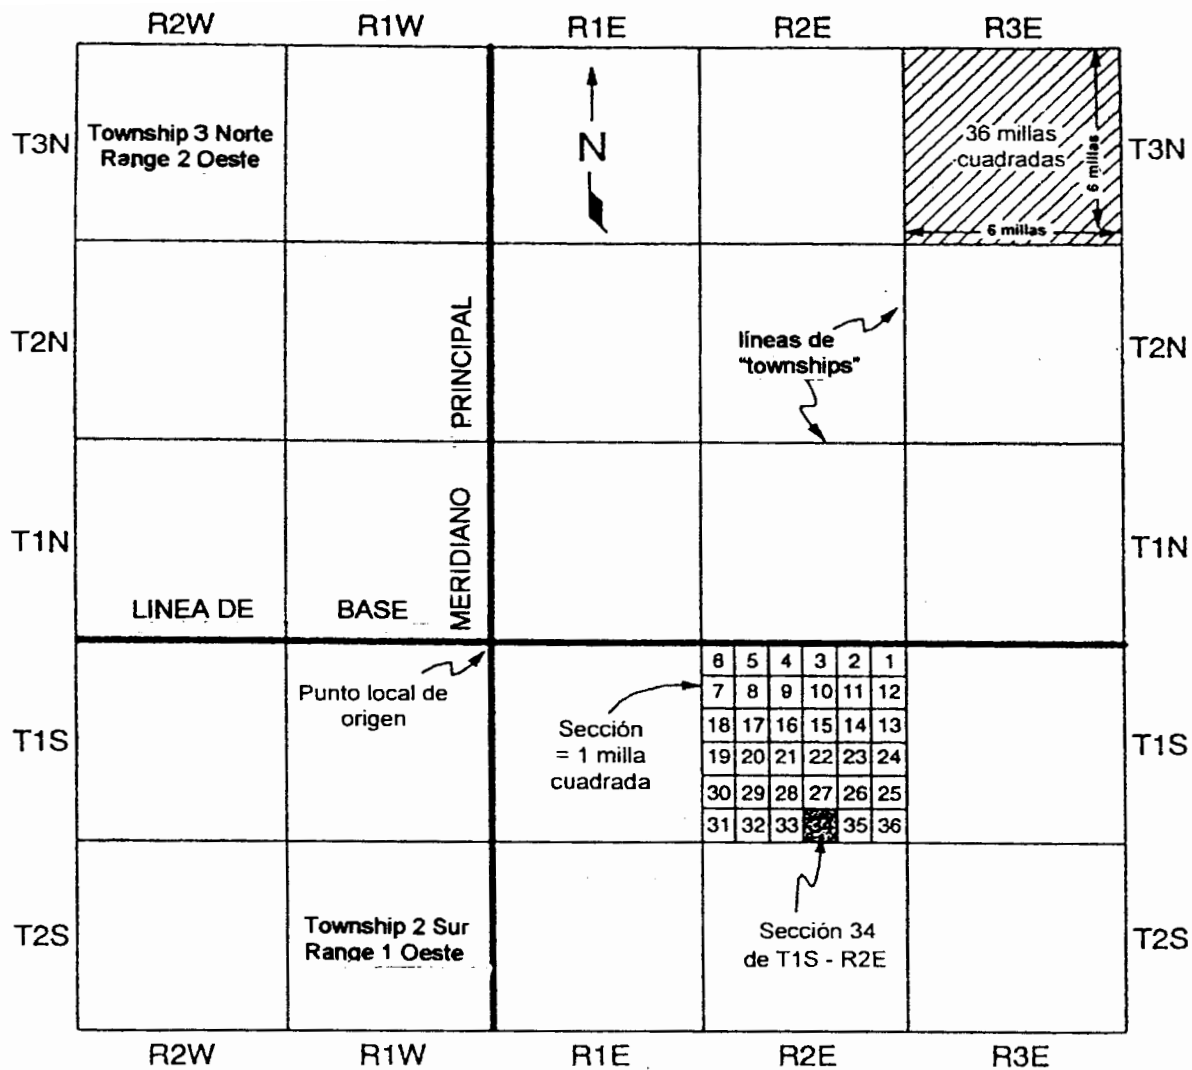 R2W R1W R1E R2E R3E
T3N
Township 3 Norte
Range 2 Oeste
N
36 millas
cuadradas
6 millas
6 millas
T3N
T2N
PRINCIPAL
líneas de
"townships"
T2N
T1N
MERIDIANO
T1N
LINEA DE BASE
Punto local de
origen
T1S
Sección
= 1 milla
cuadrada
6 5 4 3 2 1
7 8 9 10 11 12
18 17 16 15 14 13
19 20 21 22 23 24
30 29 28 27 26 25
31 32 33 34 35 36
T1S
T2S
Township 2 Sur
Range 1 Oeste
Sección 34
de T1S - R2E
T2S
R2W R1W R1E R2E R3E